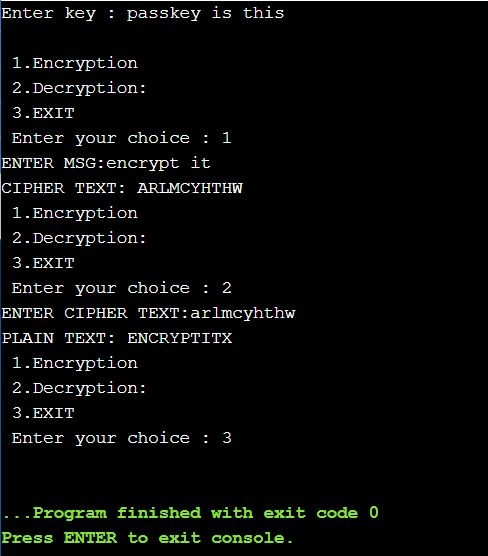 Enter key : passkey is this
1.Encryption
2.Decryption:
3.EXIT
Enter your choice : 1
ENTER MSG:encrypt it
CIPHER TEXT: ARLMCYHTHW
1.Encryption
2.Decryption:
3.EXIT
Enter your choice : 2
ENTER CIPHER TEXT:arlmcyhthw
PLAIN TEXT: ENCRYPTITX
1.Encryption
2.Decryption:
3.EXIT
Enter your choice : 3
...Program finished with exit code 0
Press ENTER to exit console.